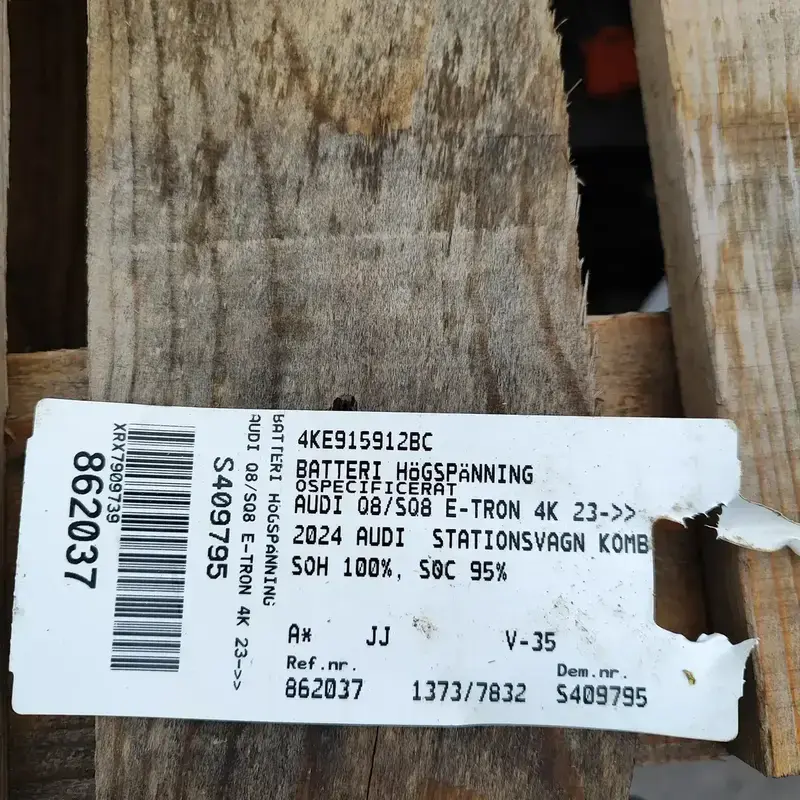 4KE915912BC
BATTERI HÖGSPÄNNING
OSPECIFICERAT
AUDI Q8/SQ8 E-TRON 4K 23->>
2024 AUDI STATIONSVAGN KOMB
SOH 100%, SOC 95%
A* JJ V-35
Ref.nr. Dem.nr.
862037 1373/7832 S409795
BATTERI HÖGSPÄNNING
AUDI Q8/SQ8 E-TRON 4K 23->>
S409795
XRX7909739
862037